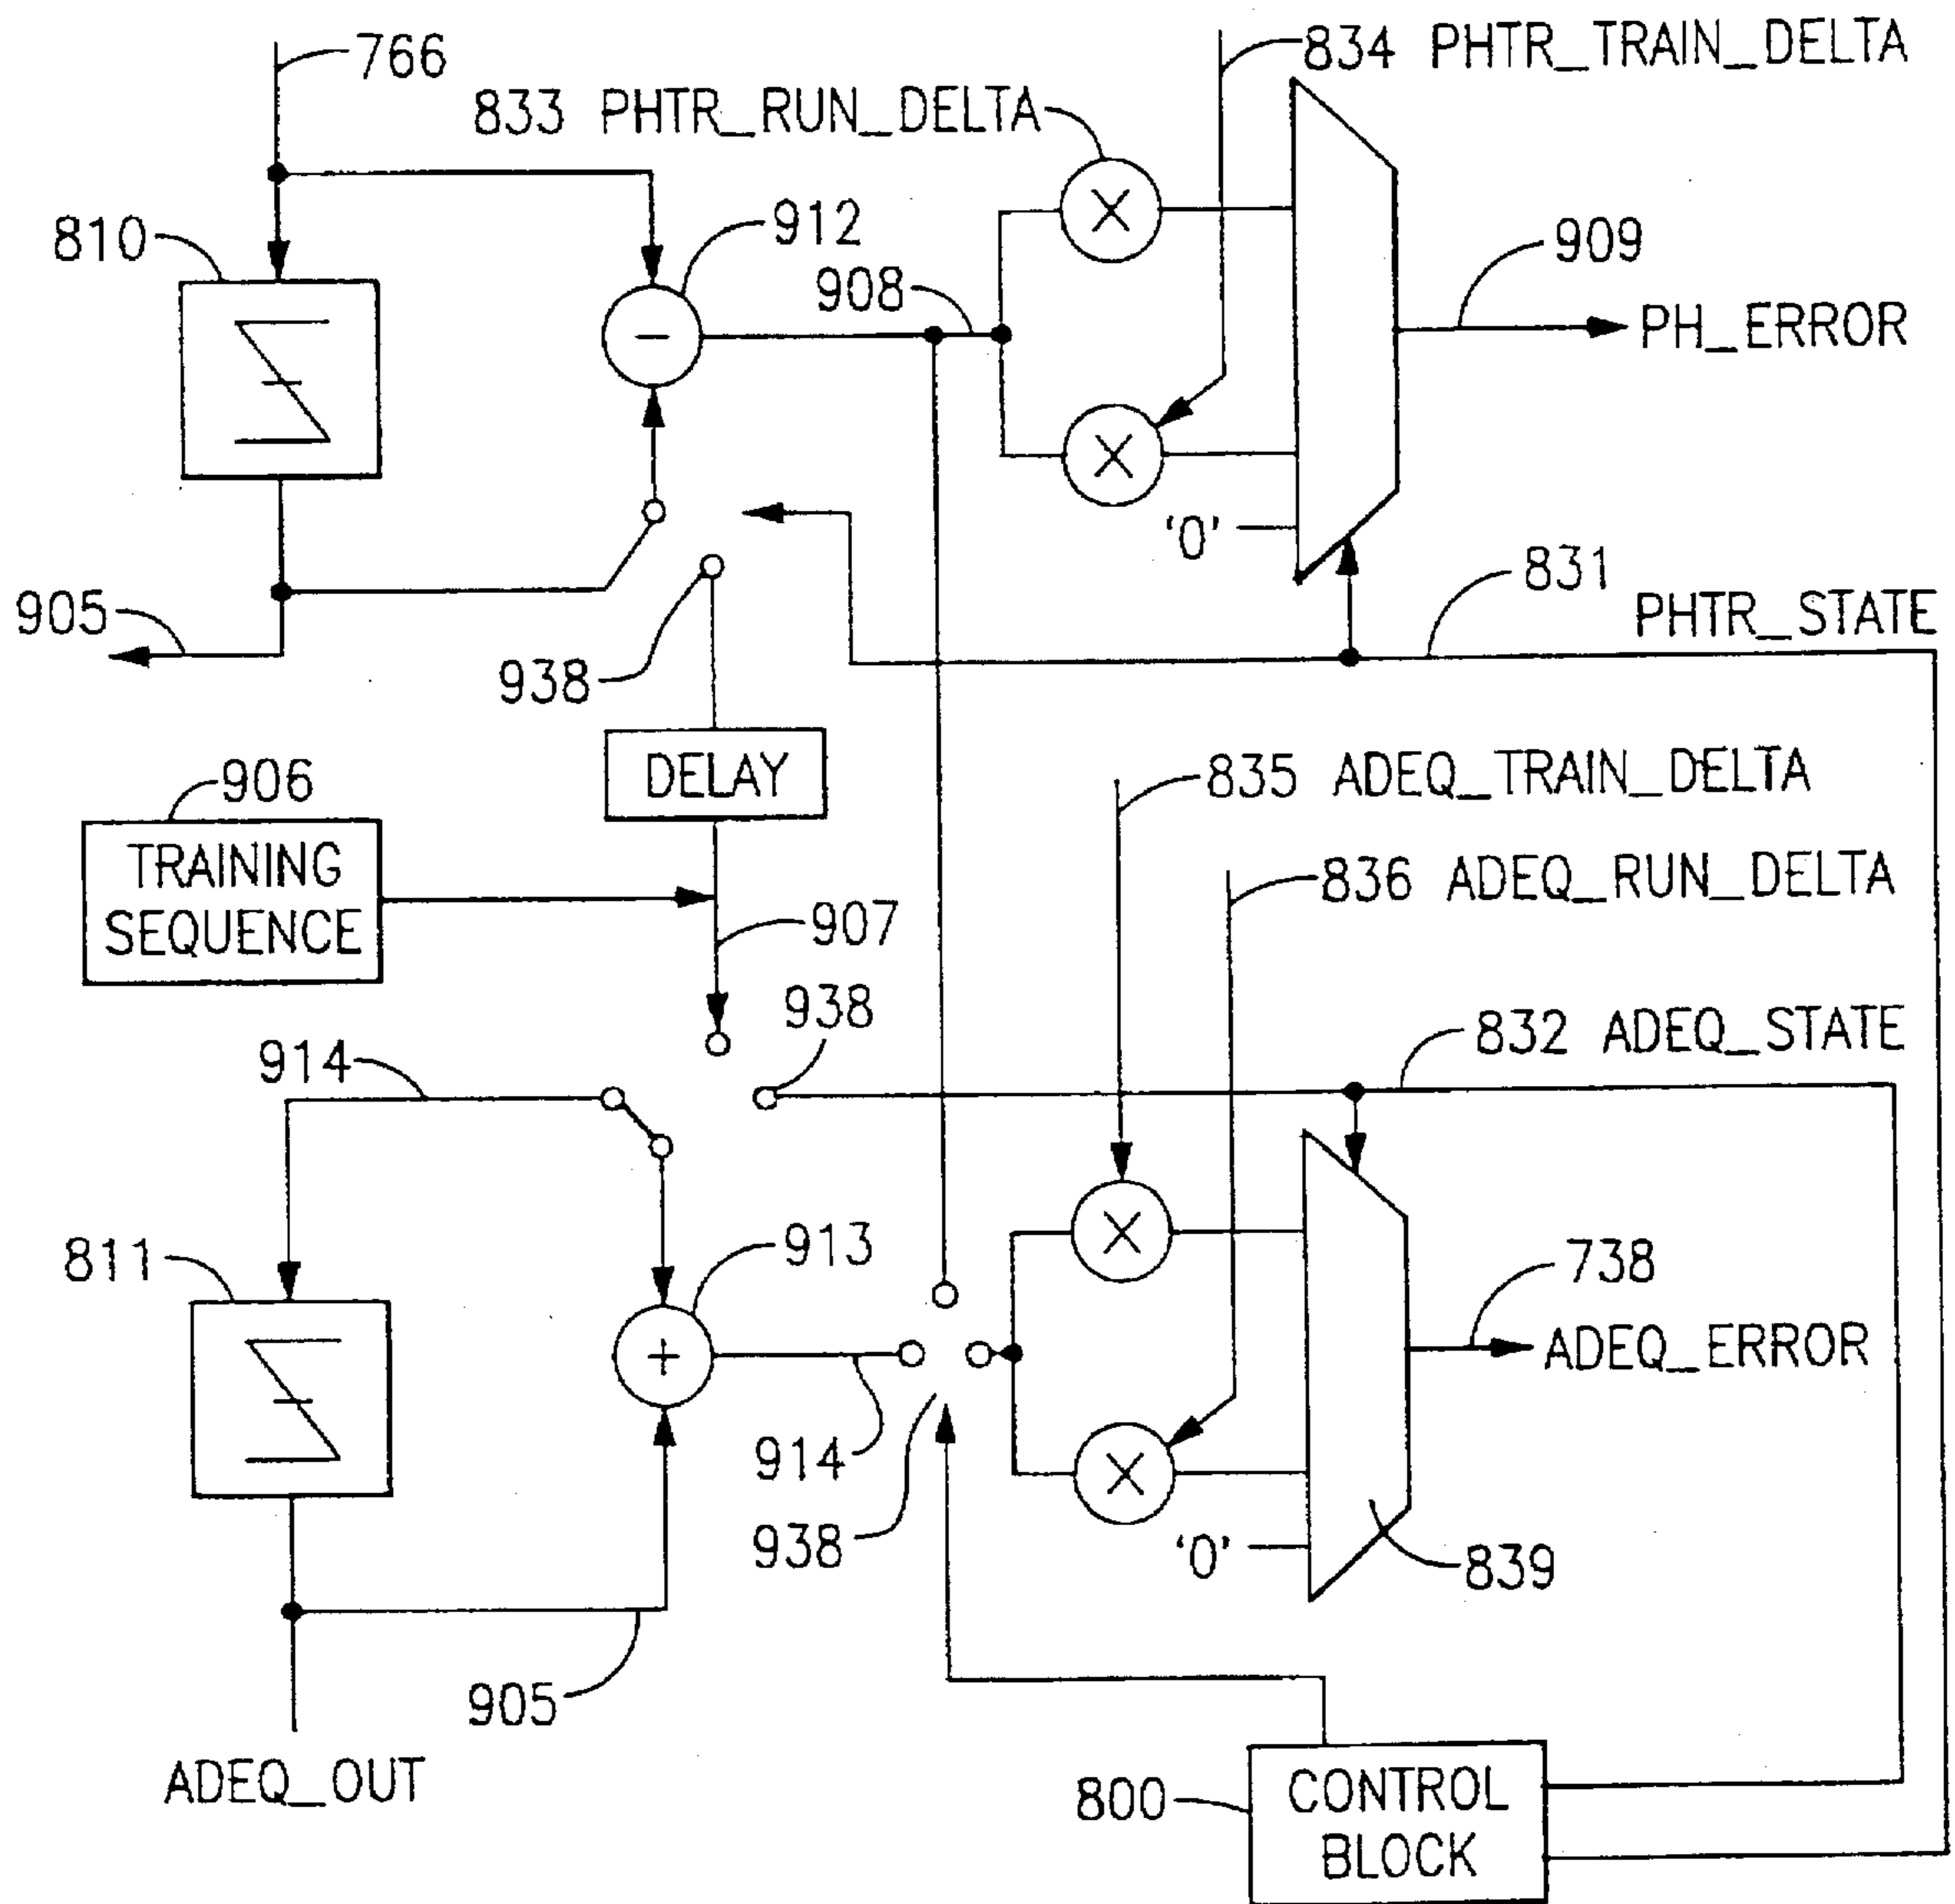 766
834 PHTR_TRAIN_DELTA
833 PHTR_RUN_DELTA
X
810
912
908
909
−
PH_ERROR
X
'0'
831
905
PHTR_STATE
938
DELAY
835 ADEQ_TRAIN_DELTA
906
TRAINING
SEQUENCE
836 ADEQ_RUN_DELTA
907
938
832 ADEQ_STATE
914
X
811
913
738
+
ADEQ_ERROR
914
X
938
'0'
839
905
ADEQ_OUT
800
CONTROL
BLOCK